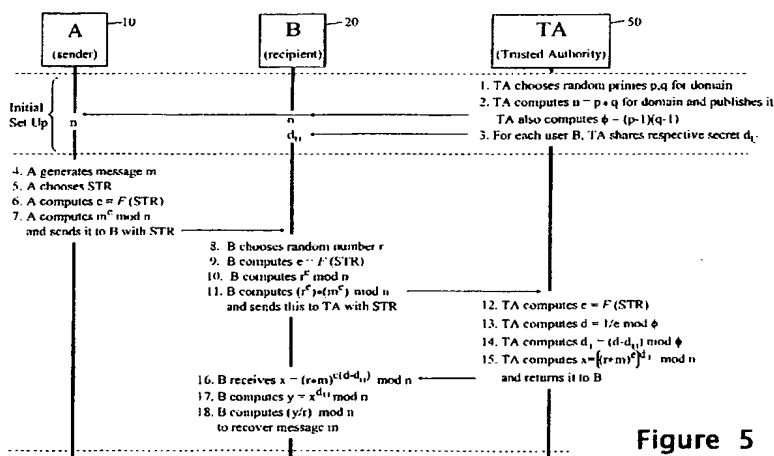 A
(sender)
10
B
(recipient)
20
TA
(Trusted Authority)
50
Initial
Set Up
n
n
d_U
1. TA chooses random primes p,q for domain
2. TA computes n = p * q for domain and publishes it
TA also computes ϕ – (p-1)(q-1)
3. For each user B, TA shares respective secret d_U.
4. A generates message m
5. A chooses STR
6. A computes e = F(STR)
7. A computes m^e mod n
and sends it to B with STR
8. B chooses random number r
9. B computes e – F(STR)
10. B computes r^e mod n
11. B computes (r^e)*(m^e) mod n
and sends this to TA with STR
12. TA computes e = F(STR)
13. TA computes d = 1/e mod ϕ
14. TA computes d_J – (d-d_U) mod ϕ
15. TA computes x=[(r*m)^e]^d_J mod n
and returns it to B
16. B receives x – (r*m)^e(d-d_U) mod n
17. B computes y = x^d_U mod n
18. B computes (y/r) mod n
to recover message m
Figure 5